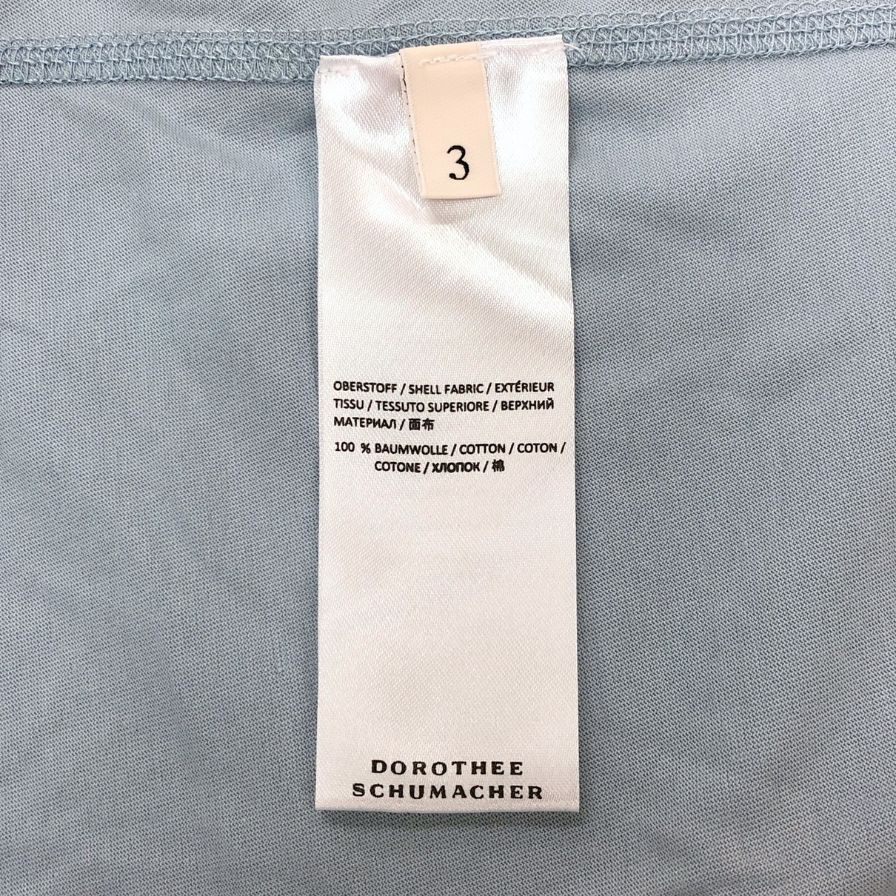 3
OBERSTOFF / SHELL FABRIC / EXTÉRIEUR
TISSU / TESSUTO SUPERIORE / ВЕРХНИЙ
МАТЕРИАЛ / 面布
100 % BAUMWOLLE / COTTON / COTON /
COTONE / ХЛОПОК / 棉
DOROTHEE
SCHUMACHER